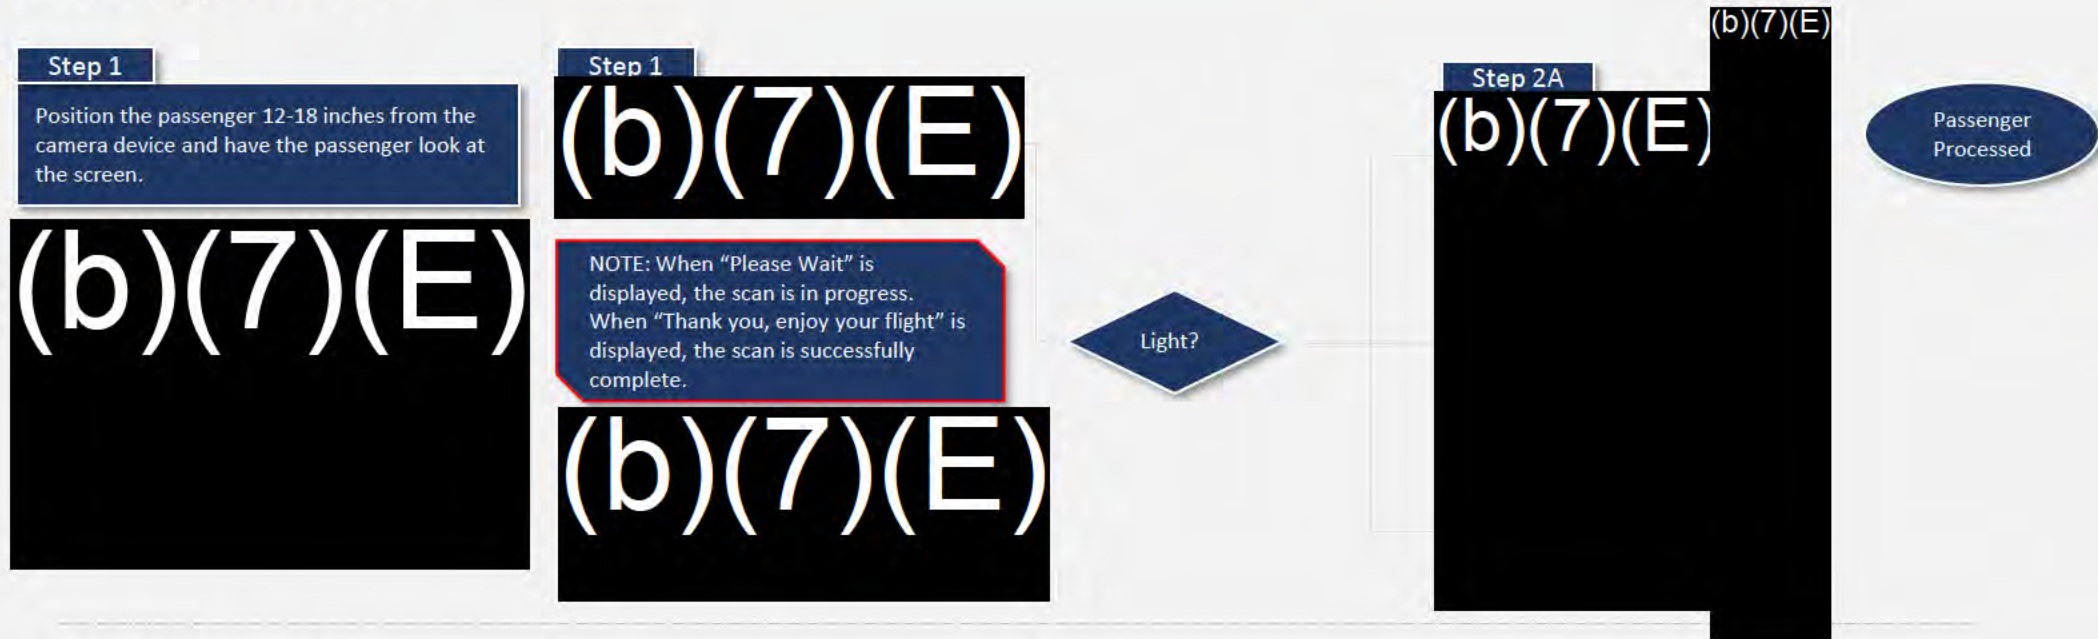 Step 1
Position the passenger 12-18 inches from the
camera device and have the passenger look at
the screen.
(b)(7)(E)
Step 1
(b)(7)(E)
NOTE: When “Please Wait” is
displayed, the scan is in progress.
When “Thank you, enjoy your flight” is
displayed, the scan is successfully
complete.
(b)(7)(E)
Light?
Step 2A
(b)(7)(E)
(b)(7)(E)
Passenger
Processed